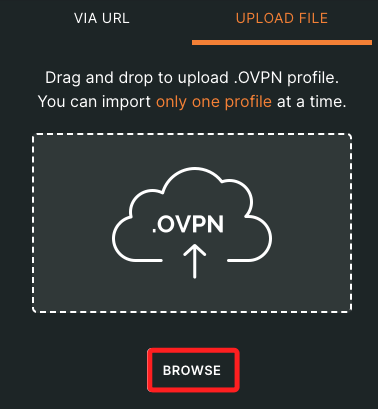 VIA URL
UPLOAD FILE
Drag and drop to upload .OVPN profile.
You can import only one profile at a time.
.OVPN
BROWSE